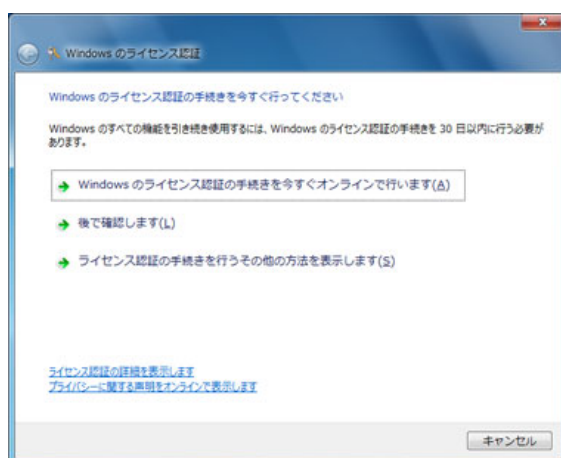 Windows のライセンス認証
Windows のライセンス認証の手続きを今すぐ行ってください
Windows のすべての機能を引き続き使用するには、Windows のライセンス認証の手続きを 30 日以内に行う必要が
あります。
Windows のライセンス認証の手続きを今すぐオンラインで行います(A)
後で確認します(L)
ライセンス認証の手続きを行うその他の方法を表示します(S)
ライセンス認証の詳細を表示します
プライバシーに関する声明をオンラインで表示します
キャンセル